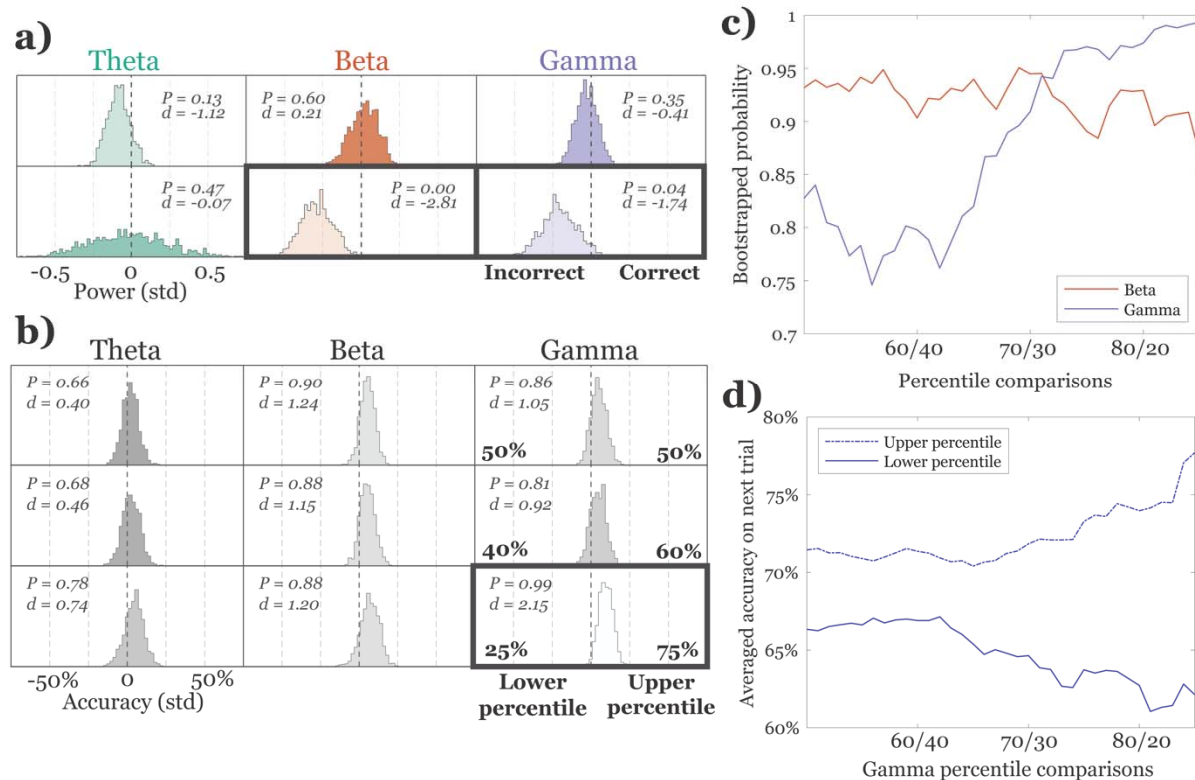 a)
Theta
Beta
Gamma
P = 0.13
d = -1.12
P = 0.60
d = 0.21
P = 0.35
d = -0.41
P = 0.47
d = -0.07
P = 0.00
d = -2.81
P = 0.04
d = -1.74
Incorrect Correct
-0.5 0 0.5
Power (std)
b)
Theta
Beta
Gamma
P = 0.66
d = 0.40
P = 0.90
d = 1.24
P = 0.86
d = 1.05
50% 50%
P = 0.68
d = 0.46
P = 0.88
d = 1.15
P = 0.81
d = 0.92
40% 60%
P = 0.78
d = 0.74
P = 0.88
d = 1.20
P = 0.99
d = 2.15
25% 75%
-50% 0 50%
Accuracy (std)
Lower
percentile
Upper
percentile
c)
Bootstrapped probability
1
0.95
0.9
0.85
0.8
0.75
0.7
Beta
Gamma
60/40 70/30 80/20
Percentile comparisons
d)
Averaged accuracy on next trial
80%
75%
70%
65%
60%
Upper percentile
Lower percentile
60/40 70/30 80/20
Gamma percentile comparisons